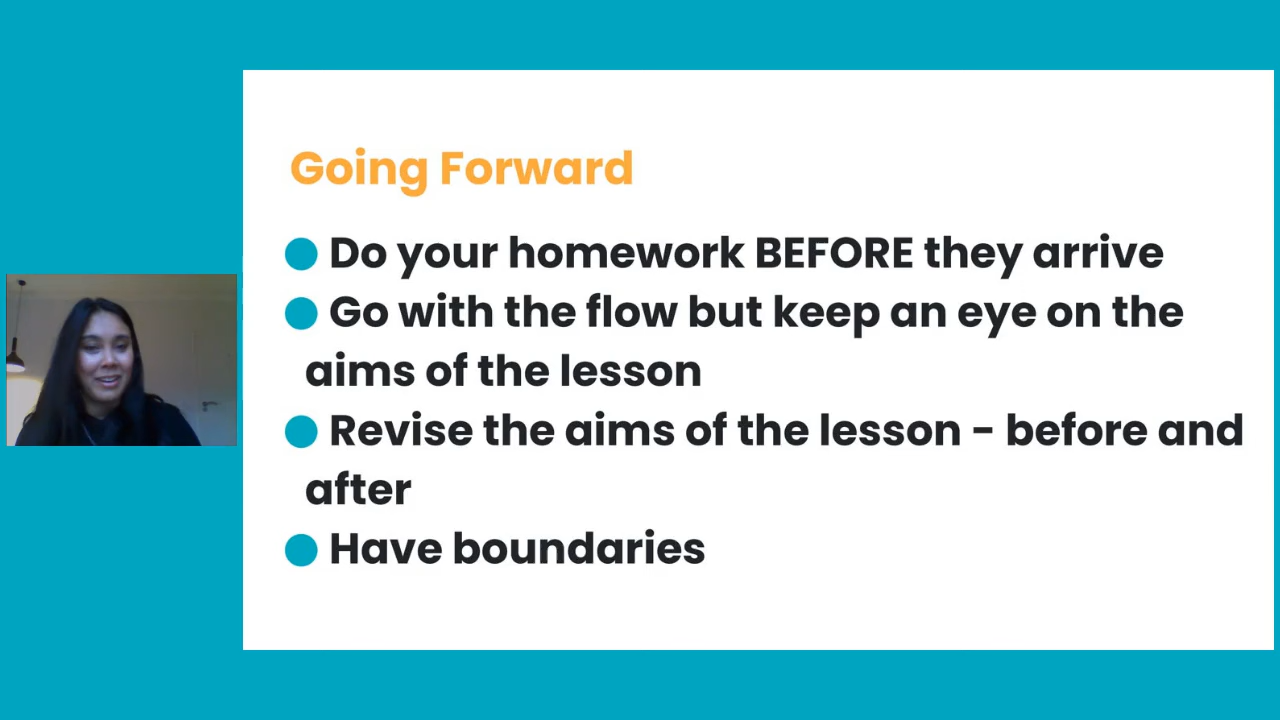 Going Forward
Do your homework BEFORE they arrive
Go with the flow but keep an eye on the
aims of the lesson
Revise the aims of the lesson - before and
after
Have boundaries